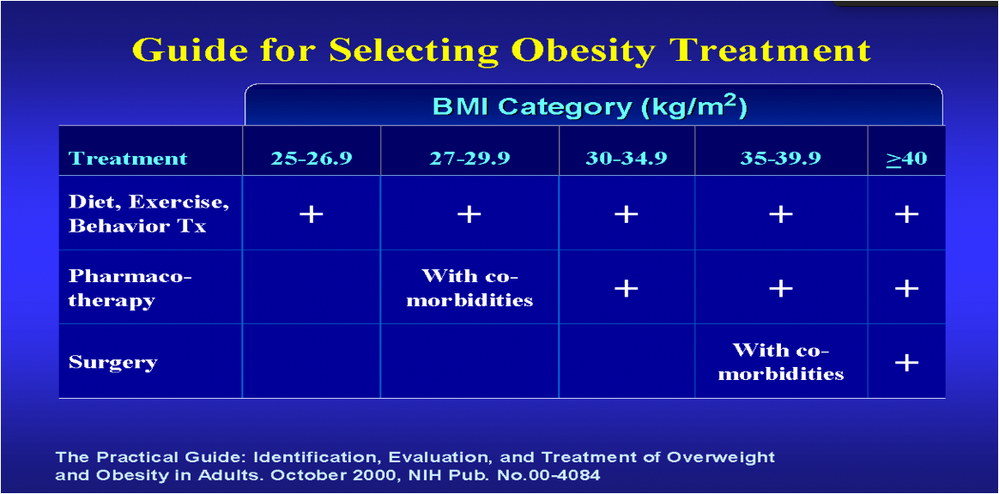 Guide for Selecting Obesity Treatment
BMI Category (kg/m²)
Treatment 25-26.9 27-29.9 30-34.9 35-39.9 ≥40
Diet, Exercise,
Behavior Tx + + + + +
Pharmaco-
therapy With co-
morbidities + + +
Surgery With co-
morbidities +
The Practical Guide: Identification, Evaluation, and Treatment of Overweight
and Obesity in Adults. October 2000, NIH Pub. No.00-4084